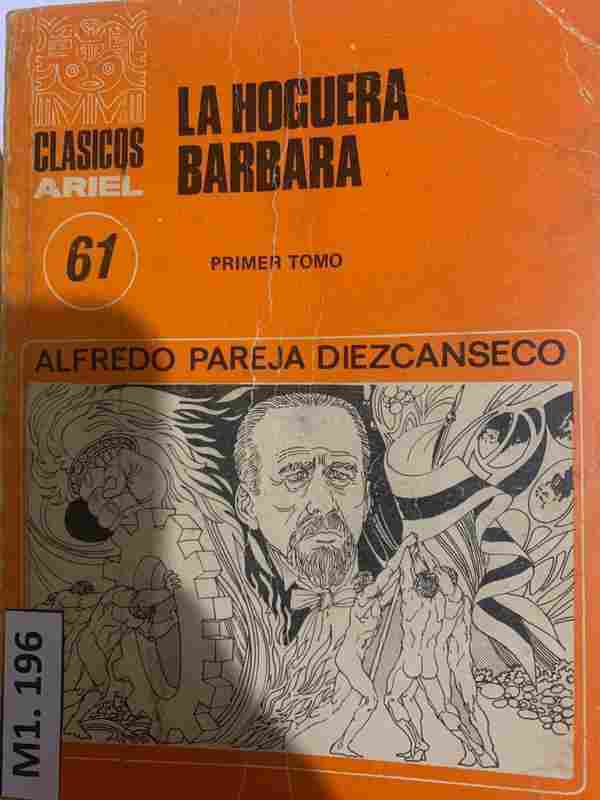 CLASICOS
ARIEL
LA HOGUERA
BARBARA
61
PRIMER TOMO
ALFREDO PAREJA DIEZCANSECO
M1. 196